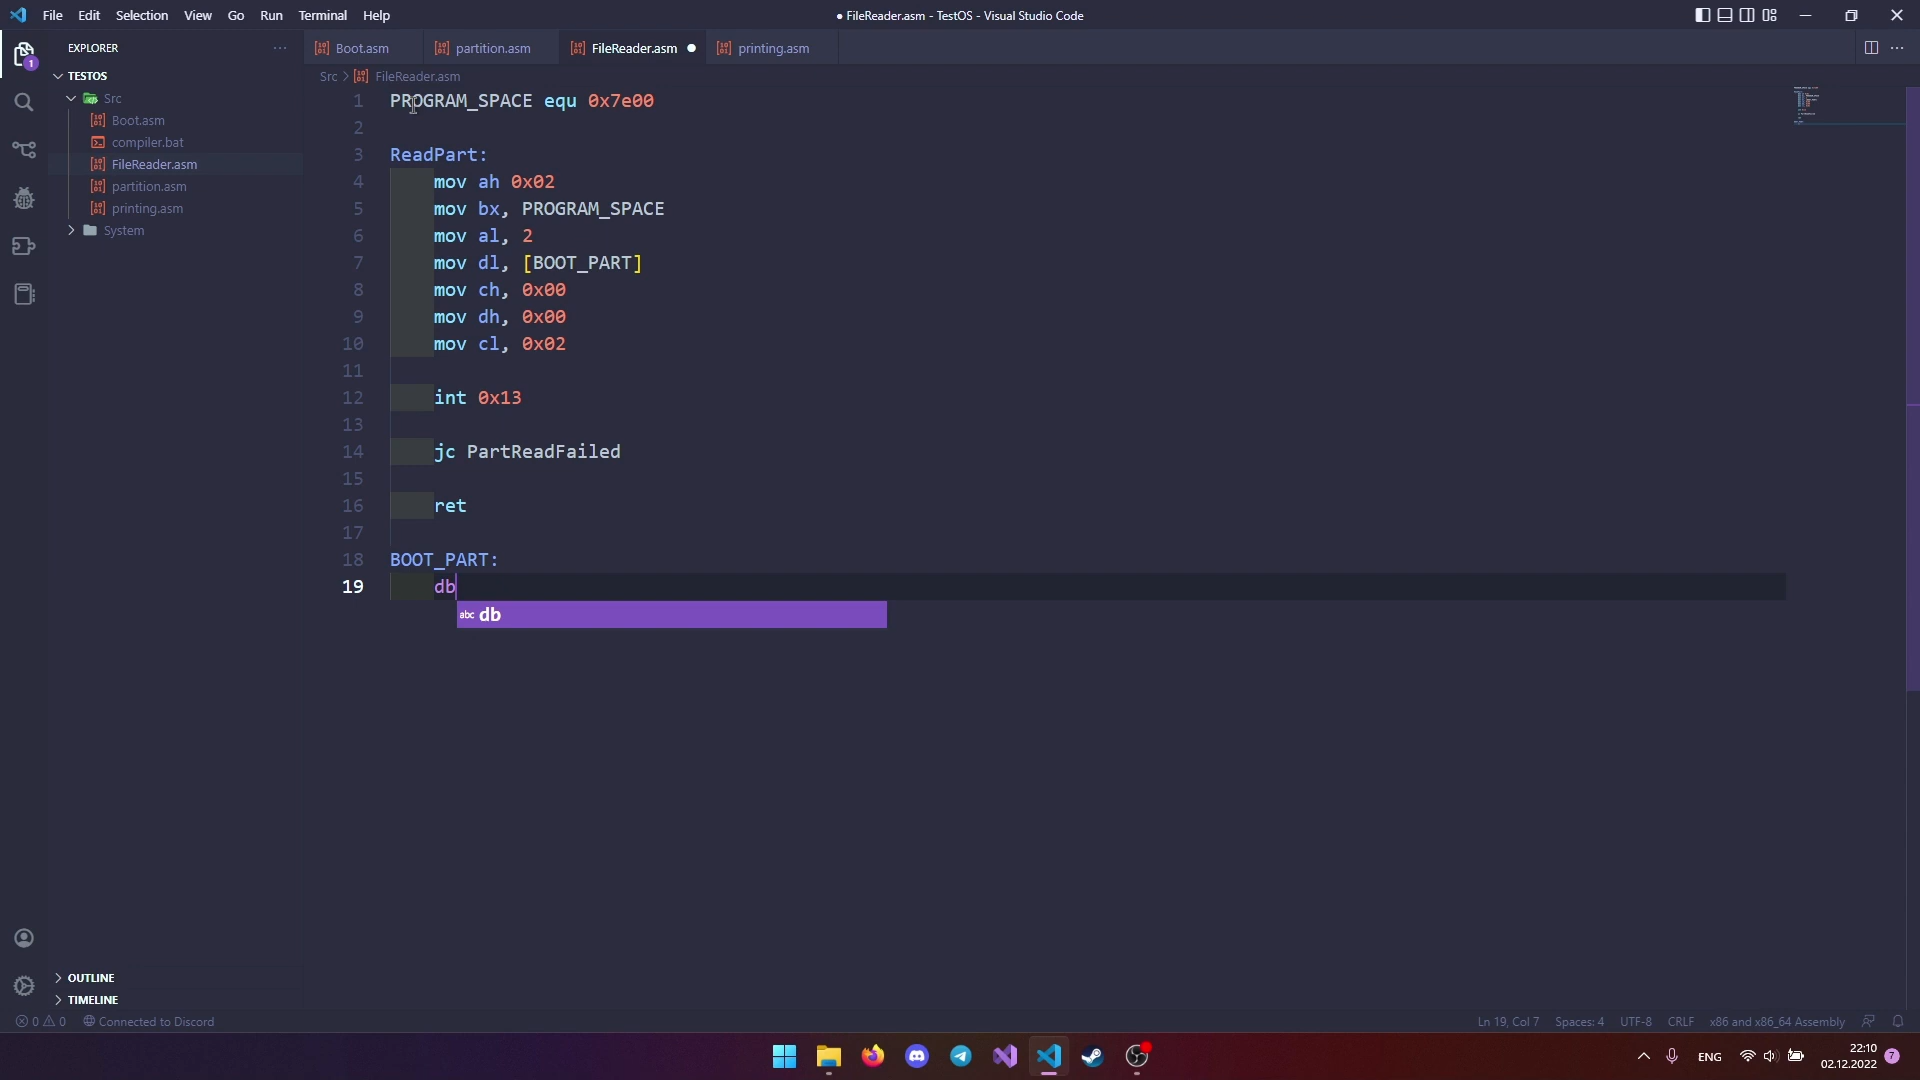 File Edit Selection View Go Run Terminal Help
● FileReader.asm - TestOS - Visual Studio Code
EXPLORER
TESTOS
Src
Boot.asm
compiler.bat
FileReader.asm
partition.asm
printing.asm
System
OUTLINE
TIMELINE
Boot.asm partition.asm FileReader.asm ● printing.asm
Src > FileReader.asm
1 PROGRAM_SPACE equ 0x7e00
2
3 ReadPart:
4 mov ah 0x02
5 mov bx, PROGRAM_SPACE
6 mov al, 2
7 mov dl, [BOOT_PART]
8 mov ch, 0x00
9 mov dh, 0x00
10 mov cl, 0x02
11
12 int 0x13
13
14 jc PartReadFailed
15
16 ret
17
18 BOOT_PART:
19 db
abc db
1
0 0 Connected to Discord
Ln 19, Col 7 Spaces: 4 UTF-8 CRLF x86 and x86_64 Assembly
ENG
22:10
02.12.2022
7